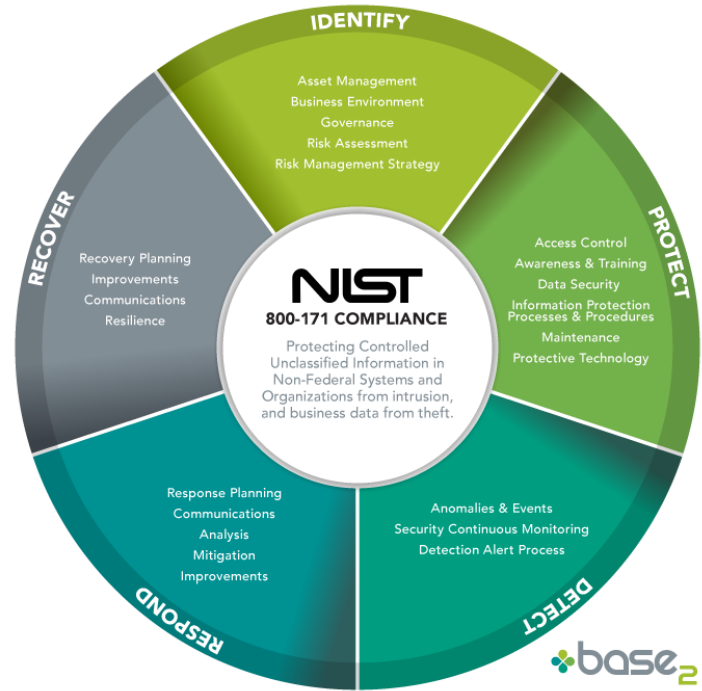 IDENTIFY
Asset Management
Business Environment
Governance
Risk Assessment
Risk Management Strategy
PROTECT
Access Control
Awareness & Training
Data Security
Information Protection
Processes & Procedures
Maintenance
Protective Technology
DETECT
Anomalies & Events
Security Continuous Monitoring
Detection Alert Process
RESPOND
Response Planning
Communications
Analysis
Mitigation
Improvements
RECOVER
Recovery Planning
Improvements
Communications
Resilience
NIST
800-171 COMPLIANCE
Protecting Controlled
Unclassified Information in
Non-Federal Systems and
Organizations from intrusion,
and business data from theft.
base2